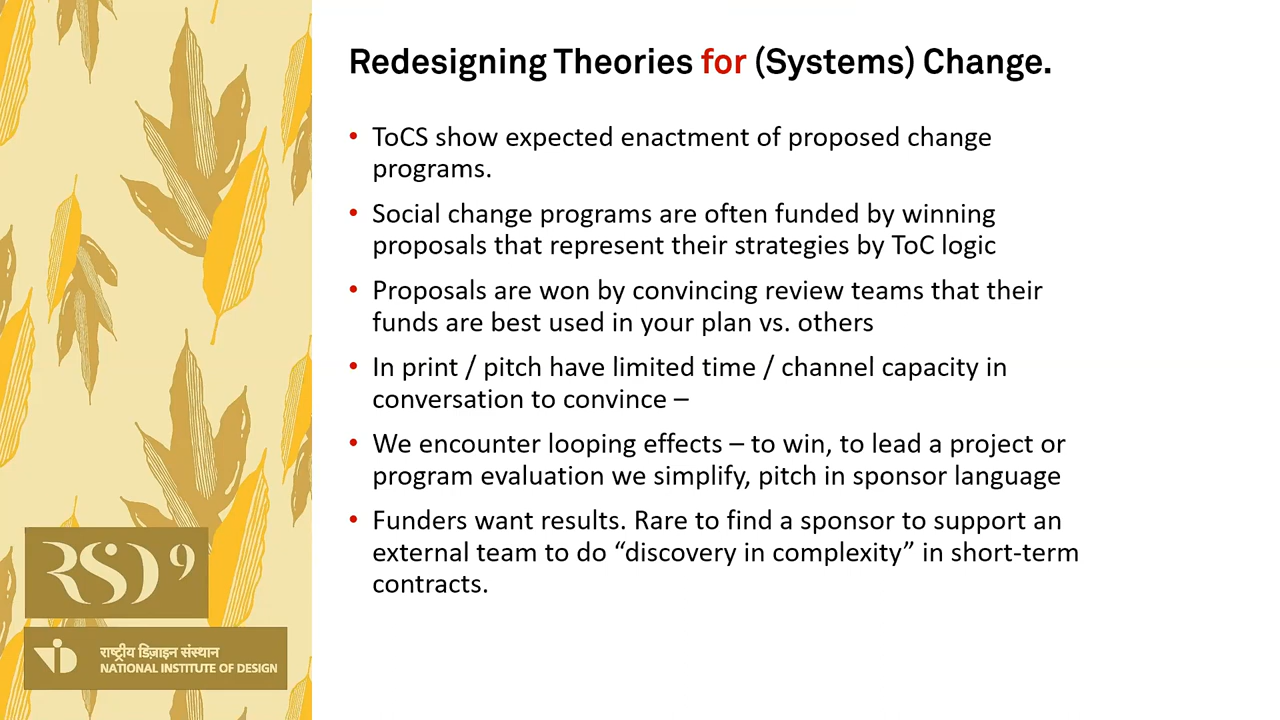 Redesigning Theories for (Systems) Change.
• ToCS show expected enactment of proposed change
programs.
• Social change programs are often funded by winning
proposals that represent their strategies by ToC logic
• Proposals are won by convincing review teams that their
funds are best used in your plan vs. others
• In print / pitch have limited time / channel capacity in
conversation to convince –
• We encounter looping effects – to win, to lead a project or
program evaluation we simplify, pitch in sponsor language
• Funders want results. Rare to find a sponsor to support an
external team to do “discovery in complexity” in short-term
contracts.
RSD9
राष्ट्रीय डिज़ाइन संस्थान
NATIONAL INSTITUTE OF DESIGN